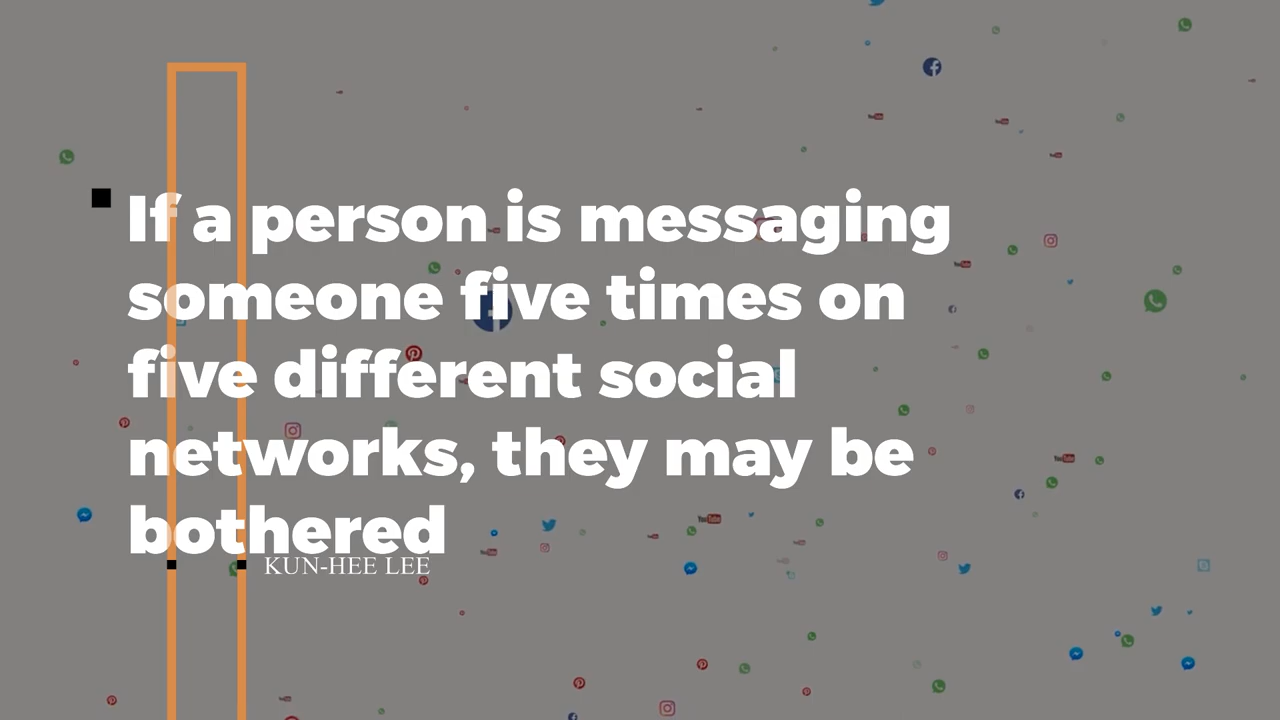 If a person is messaging
someone five times on
five different social
networks, they may be
bothered
KUN-HEE LEE